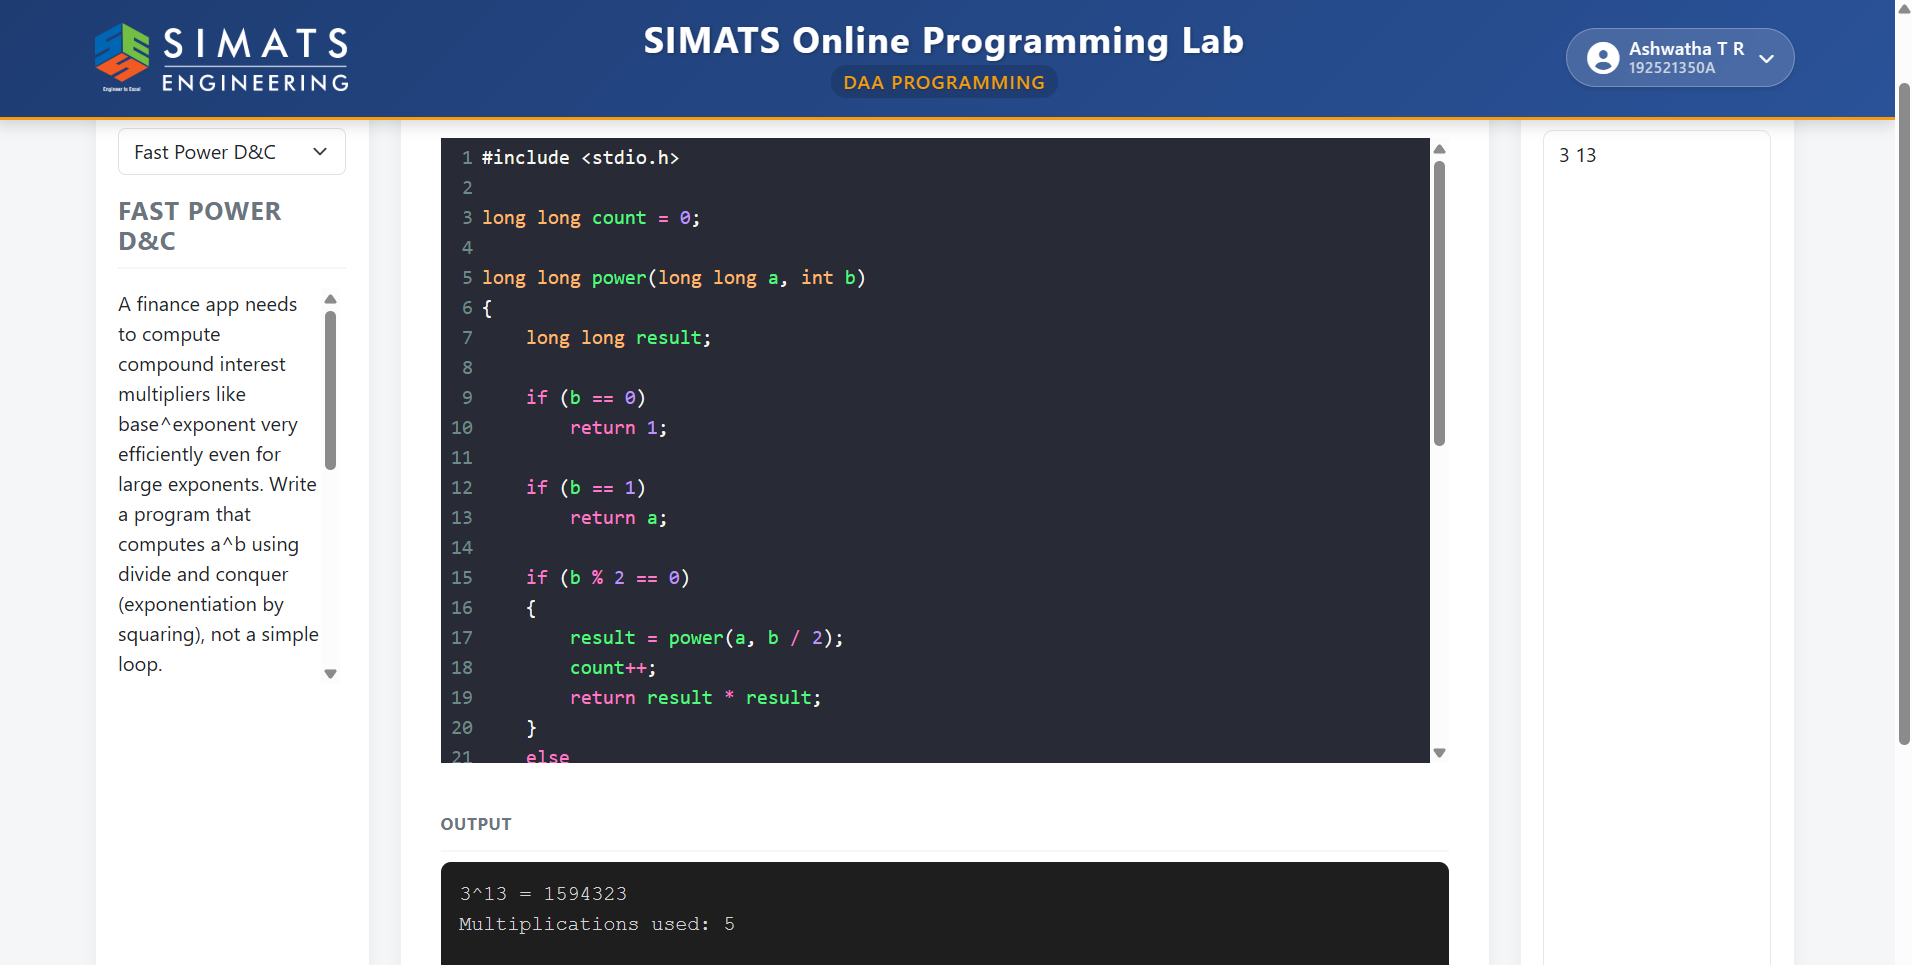 SIMATS
ENGINEERING
Engineer to Excel
SIMATS Online Programming Lab
DAA PROGRAMMING
Ashwatha T R
192521350A
Fast Power D&C
FAST POWER
D&C
A finance app needs
to compute
compound interest
multipliers like
base^exponent very
efficiently even for
large exponents. Write
a program that
computes a^b using
divide and conquer
(exponentiation by
squaring), not a simple
loop.
1 #include <stdio.h>
2
3 long long count = 0;
4
5 long long power(long long a, int b)
6 {
7     long long result;
8
9     if (b == 0)
10         return 1;
11
12     if (b == 1)
13         return a;
14
15     if (b % 2 == 0)
16     {
17         result = power(a, b / 2);
18         count++;
19         return result * result;
20     }
21     else
OUTPUT
3^13 = 1594323
Multiplications used: 5
3 13